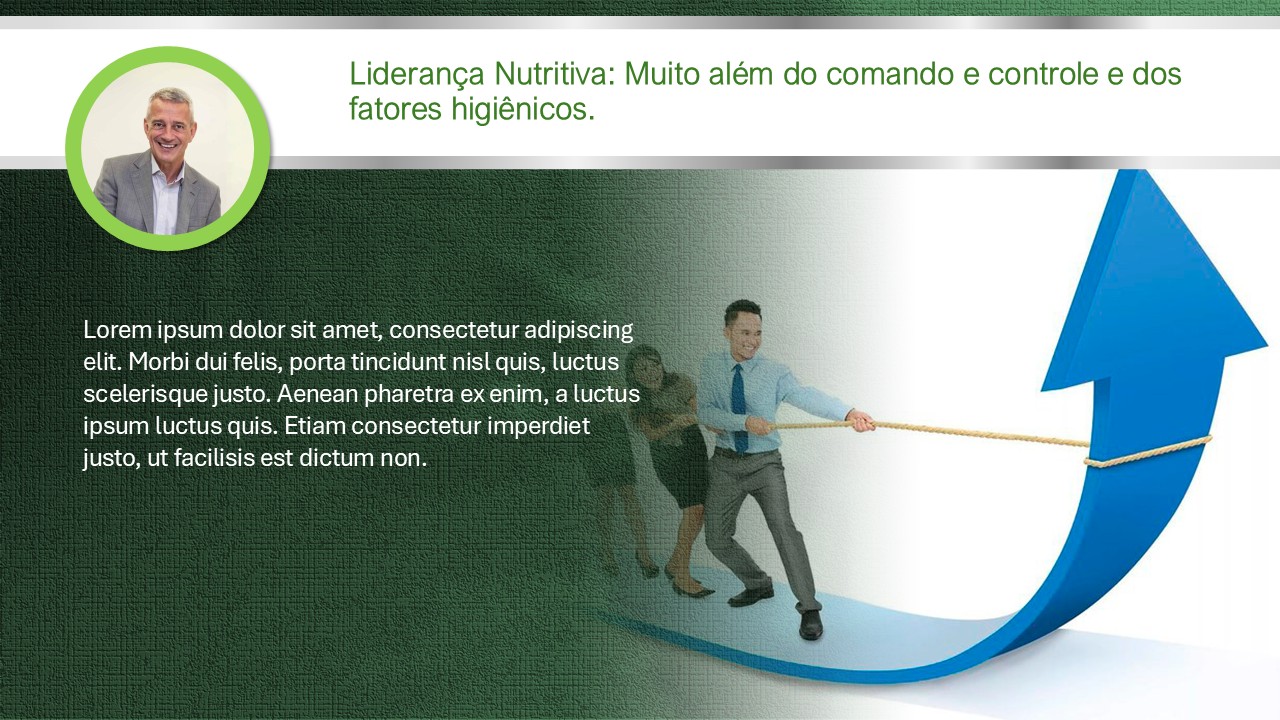 Liderança Nutritiva: Muito além do comando e controle e dos
fatores higiênicos.
Lorem ipsum dolor sit amet, consectetur adipiscing
elit. Morbi dui felis, porta tincidunt nisl quis, luctus
scelerisque justo. Aenean pharetra ex enim, a luctus
ipsum luctus quis. Etiam consectetur imperdiet
justo, ut facilisis est dictum non.